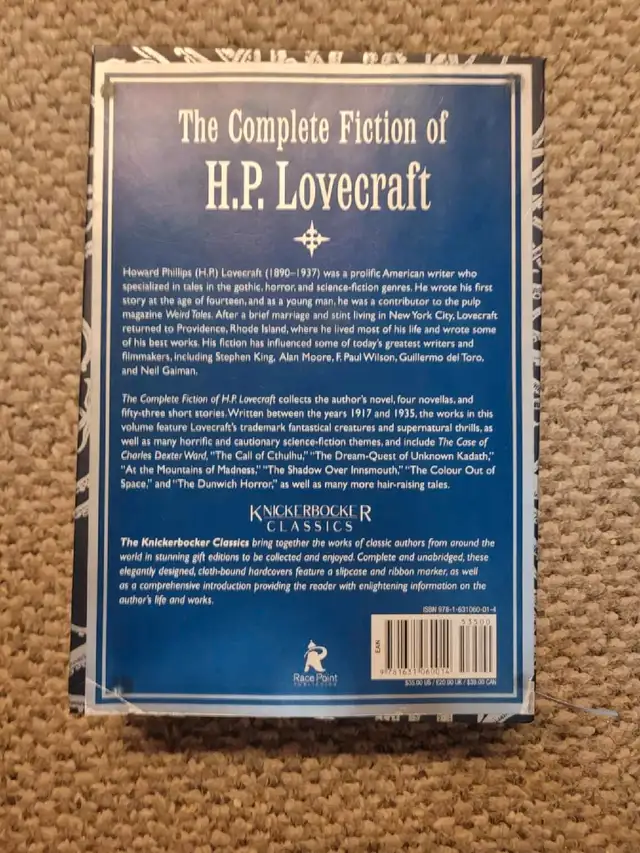 The Complete Fiction of
H.P. Lovecraft
Howard Phillips (H.P.) Lovecraft (1890–1937) was a prolific American writer who
specialized in tales in the gothic, horror, and science-fiction genres. He wrote his first
story at the age of fourteen, and as a young man, he was a contributor to the pulp
magazine Weird Tales. After a brief marriage and stint living in New York City, Lovecraft
returned to Providence, Rhode Island, where he lived most of his life and wrote some
of his best works. His fiction has influenced some of today's greatest writers and
filmmakers, including Stephen King, Alan Moore, F. Paul Wilson, Guillermo del Toro,
and Neil Gaiman.
The Complete Fiction of H.P. Lovecraft collects the author's novel, four novellas, and
fifty-three short stories. Written between the years 1917 and 1935, the works in this
volume feature Lovecraft's trademark fantastical creatures and supernatural thrills, as
well as many horrific and cautionary science-fiction themes, and include The Case of
Charles Dexter Ward, "The Call of Cthulhu," "The Dream-Quest of Unknown Kadath,"
"At the Mountains of Madness," "The Shadow Over Innsmouth," "The Colour Out of
Space," and "The Dunwich Horror," as well as many more hair-raising tales.
KNICKERBOCKER
CLASSICS
The Knickerbocker Classics bring together the works of classic authors from around the
world in stunning gift editions to be collected and enjoyed. Complete and unabridged, these
elegantly designed, cloth-bound hardcovers feature a slipcase and ribbon marker, as well
as a comprehensive introduction providing the reader with enlightening information on the
author's life and works.
ISBN 978-1-631060-01-4
53500
EAN
9781631060014
$35.00 US / £20.00 UK / $39.00 CAN
Race Point
PUBLISHING